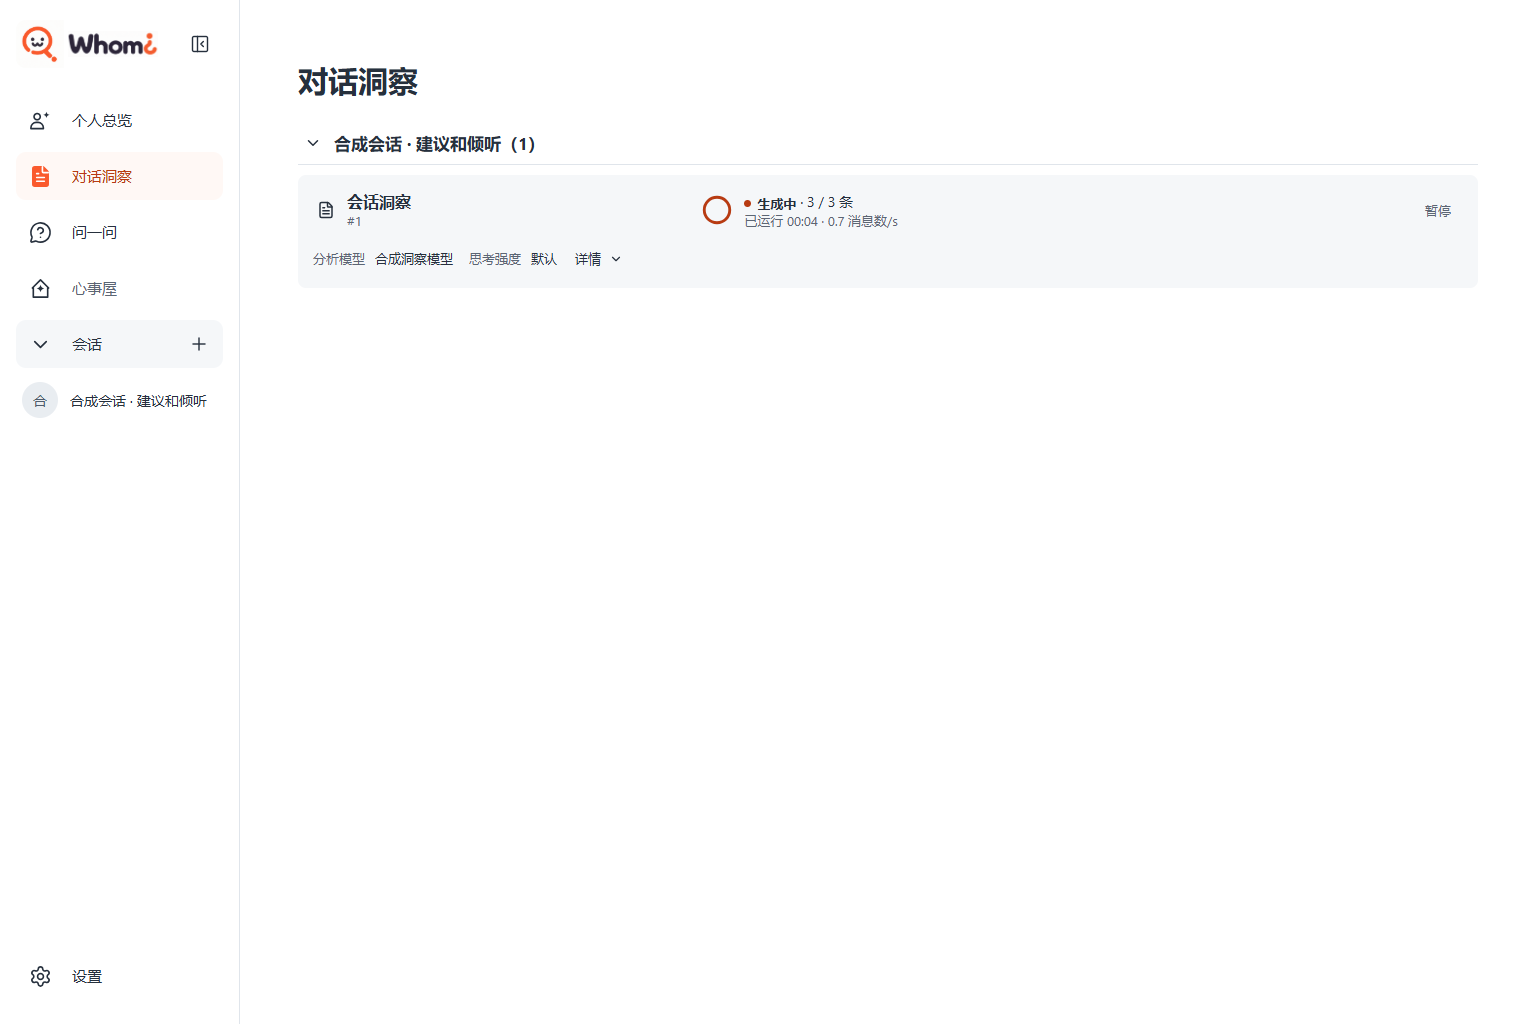 Whomi
个人总览
对话洞察
问一问
心事屋
会话
合 合成会话 · 建议和倾听
设置
对话洞察
合成会话 · 建议和倾听（1）
会话洞察
#1
生成中 · 3 / 3 条
已运行 00:04 · 0.7 消息数/s
暂停
分析模型 合成洞察模型 思考强度 默认 详情